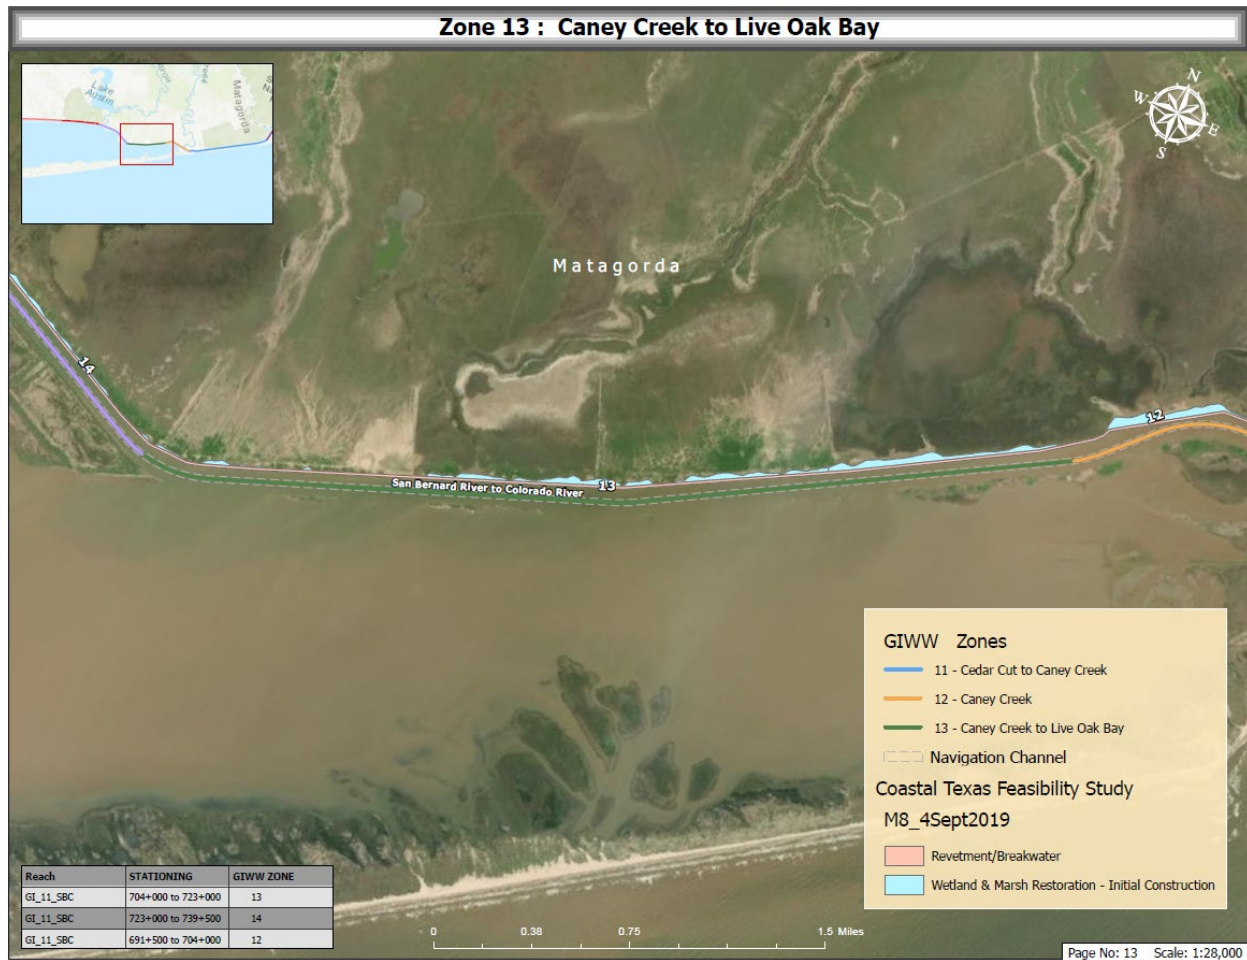 Zone 13 : Caney Creek to Live Oak Bay
Lake
Austin
Matagorda
N
W
E
S
Matagorda
14
12
San Bernard River to Colorado River
13
GIWW Zones
11 - Cedar Cut to Caney Creek
12 - Caney Creek
13 - Caney Creek to Live Oak Bay
Navigation Channel
Coastal Texas Feasibility Study
M8_4Sept2019
Revetment/Breakwater
Wetland & Marsh Restoration - Initial Construction
Reach STATIONING GIWW ZONE
GI_11_SBC 704+000 to 723+000 13
GI_11_SBC 723+000 to 739+500 14
GI_11_SBC 691+500 to 704+000 12
0 0.38 0.75 1.5 Miles
Page No: 13 Scale: 1:28,000